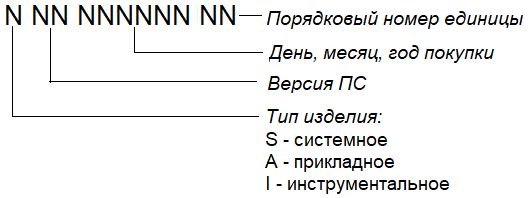 N NN NNNNNN NN Порядковый номер единицы
День, месяц, год покупки
Версия ПС
Тип изделия:
S - системное
A - прикладное
I - инструментальное